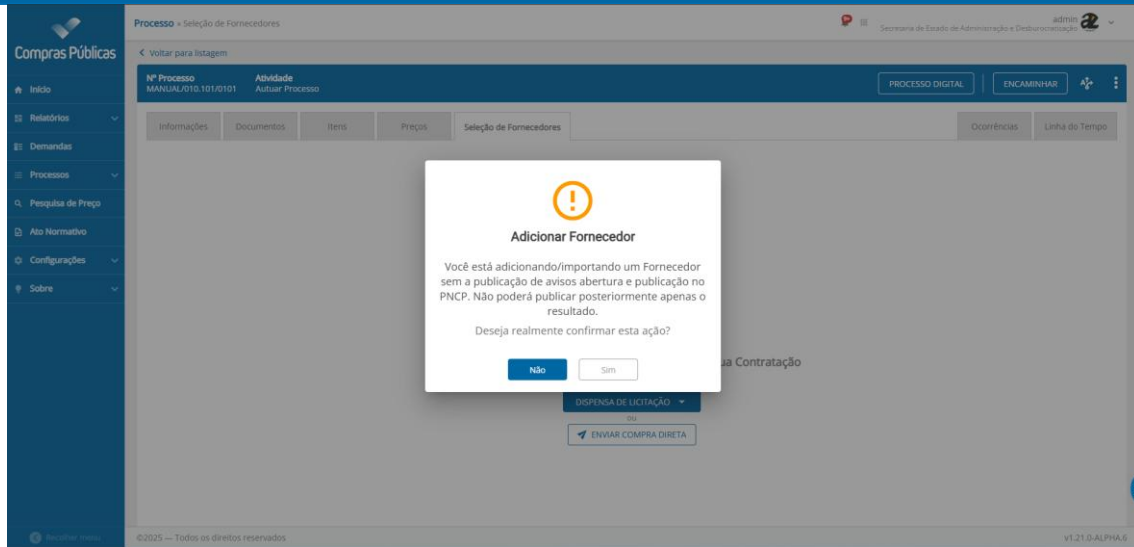 Compras Públicas
Início
Relatórios
Demandas
Processos
Pesquisa de Preço
Ato Normativo
Configurações
Sobre
Recolher menu
Processo » Seleção de Fornecedores
admin
Secretaria de Estado de Administração e Desburocratização
Voltar para listagem
Nº Processo
MANUAL/010.101/0101
Atividade
Autuar Processo
PROCESSO DIGITAL
ENCAMINHAR
Informações
Documentos
Itens
Preços
Seleção de Fornecedores
Ocorrências
Linha do Tempo
Adicionar Fornecedor
Você está adicionando/importando um Fornecedor
sem a publicação de avisos abertura e publicação no
PNCP. Não poderá publicar posteriormente apenas o
resultado.
Deseja realmente confirmar esta ação?
Não
Sim
ua Contratação
DISPENSA DE LICITAÇÃO
ou
ENVIAR COMPRA DIRETA
©2025 — Todos os direitos reservados
v1.21.0-ALPHA.6